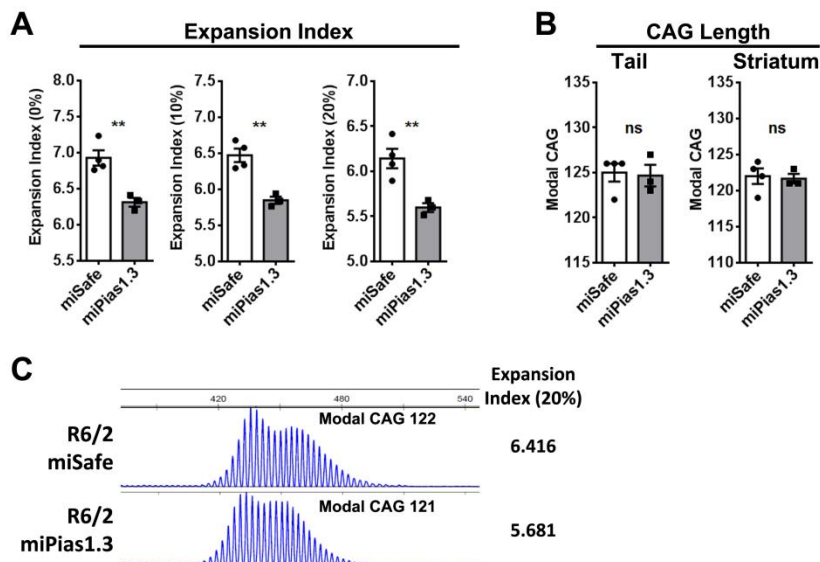 A
Expansion Index
Expansion Index (0%)
8.0
7.5
7.0
6.5
6.0
5.5
**
miSafe
miPias1.3
Expansion Index (10%)
7.5
7.0
6.5
6.0
5.5
5.0
**
miSafe
miPias1.3
Expansion Index (20%)
7.0
6.5
6.0
5.5
5.0
**
miSafe
miPias1.3
B
CAG Length
Tail
Striatum
Modal CAG
135
130
125
120
115
ns
miSafe
miPias1.3
Modal CAG
135
130
125
120
115
110
ns
miSafe
miPias1.3
C
Expansion
Index (20%)
420
480
540
R6/2
miSafe
Modal CAG 122
6.416
R6/2
miPias1.3
Modal CAG 121
5.681